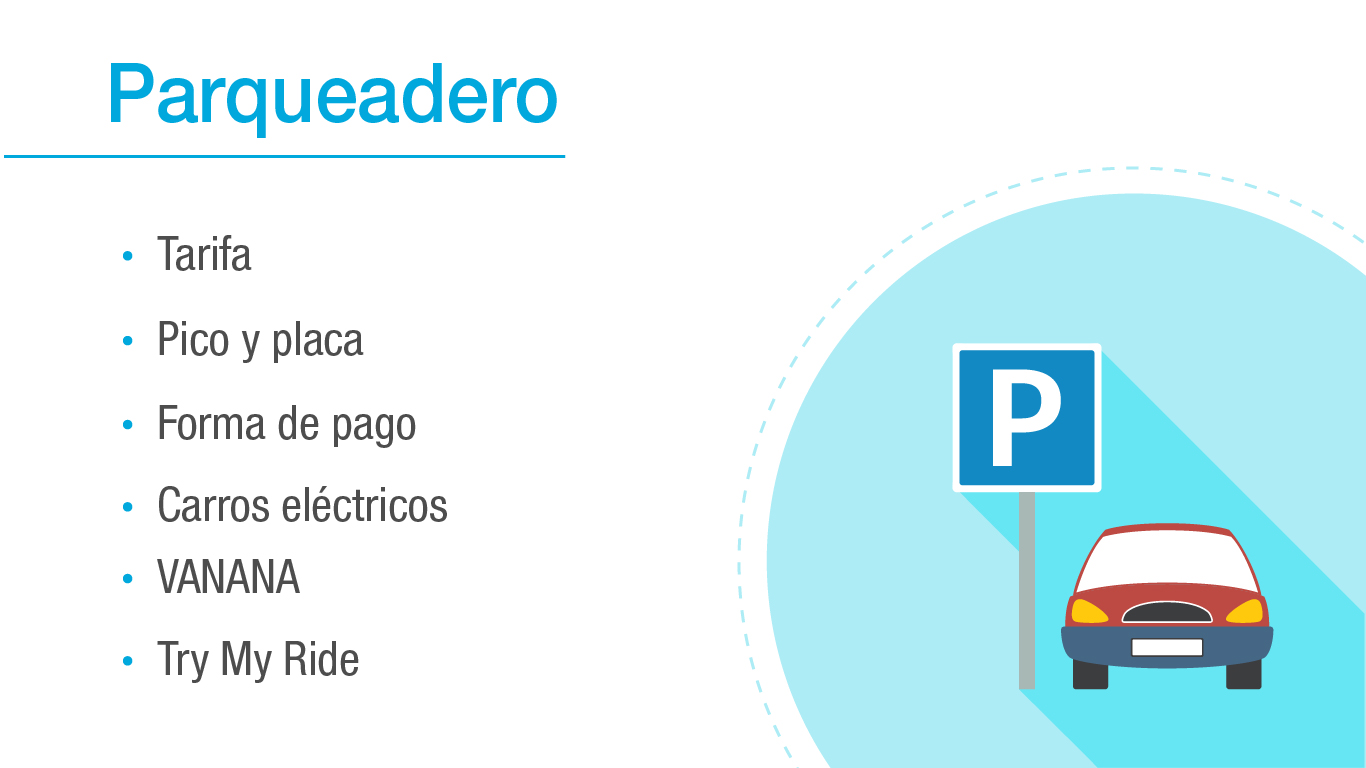 Parqueadero
• Tarifa
• Pico y placa
• Forma de pago
• Carros eléctricos
• VANANA
• Try My Ride
P